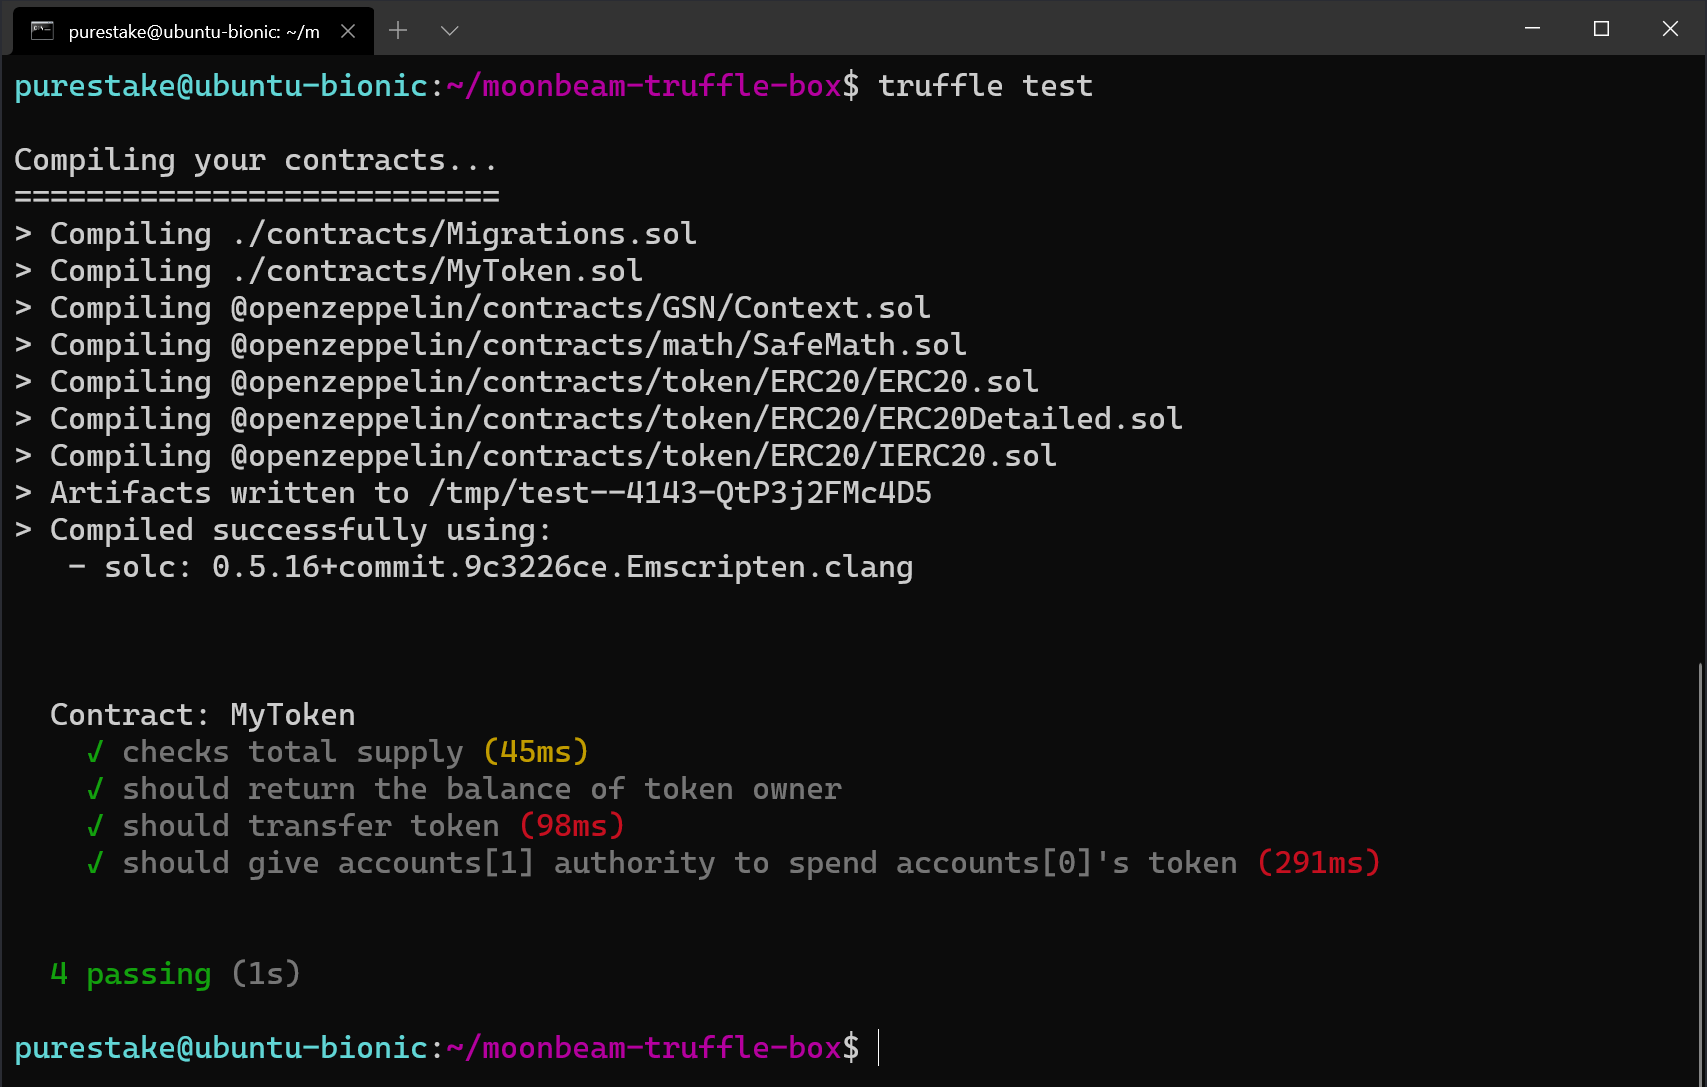 purestake@ubuntu-bionic: ~/m
purestake@ubuntu-bionic:~/moonbeam-truffle-box$ truffle test
Compiling your contracts...
===========================
> Compiling ./contracts/Migrations.sol
> Compiling ./contracts/MyToken.sol
> Compiling @openzeppelin/contracts/GSN/Context.sol
> Compiling @openzeppelin/contracts/math/SafeMath.sol
> Compiling @openzeppelin/contracts/token/ERC20/ERC20.sol
> Compiling @openzeppelin/contracts/token/ERC20/ERC20Detailed.sol
> Compiling @openzeppelin/contracts/token/ERC20/IERC20.sol
> Artifacts written to /tmp/test--4143-QtP3j2FMc4D5
> Compiled successfully using:
- solc: 0.5.16+commit.9c3226ce.Emscripten.clang
Contract: MyToken
√ checks total supply (45ms)
√ should return the balance of token owner
√ should transfer token (98ms)
√ should give accounts[1] authority to spend accounts[0]'s token (291ms)
4 passing (1s)
purestake@ubuntu-bionic:~/moonbeam-truffle-box$